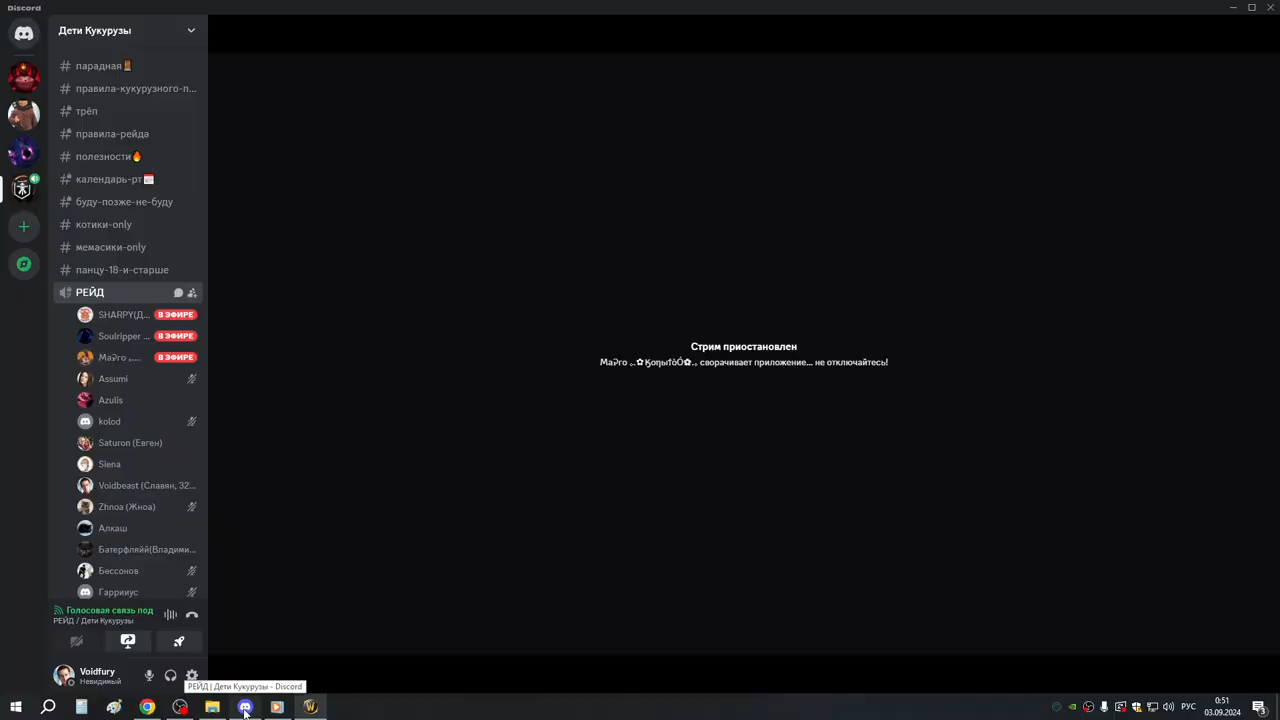 Discord
Дети Кукурузы
парадная
правила-кукурузного-п...
трёп
правила-рейда
полезности
календарь-рт
буду-позже-не-буду
котики-only
мемасики-only
панцу-18-и-старше
РЕЙД
SHARPY(Д... В ЭФИРЕ
Soulripper ... В ЭФИРЕ
В ЭФИРЕ
Assumi
Azulis
kolod
Saturon (Евген)
Siena
Voidbeast (Славян, 32...
Zhnoa (Жноа)
Алкаш
Батерфляйй(Владими...
Бессонов
Гарриус
Стрим приостановлен
сворачивает приложение... не отключайтесь!
Голосовая связь под
РЕЙД / Дети Кукурузы
Voidfury
Невидимый
РЕЙД | Дети Кукурузы - Discord
РУС
0:51
03.09.2024